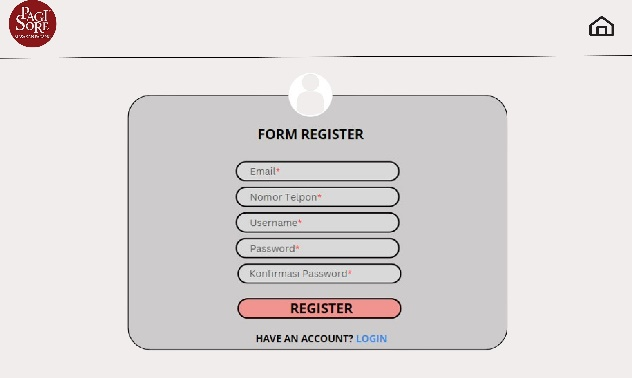 PAGI
SORE
FORM REGISTER
Email*
Nomor Telpon*
Username*
Password*
Konfirmasi Password*
REGISTER
HAVE AN ACCOUNT? LOGIN